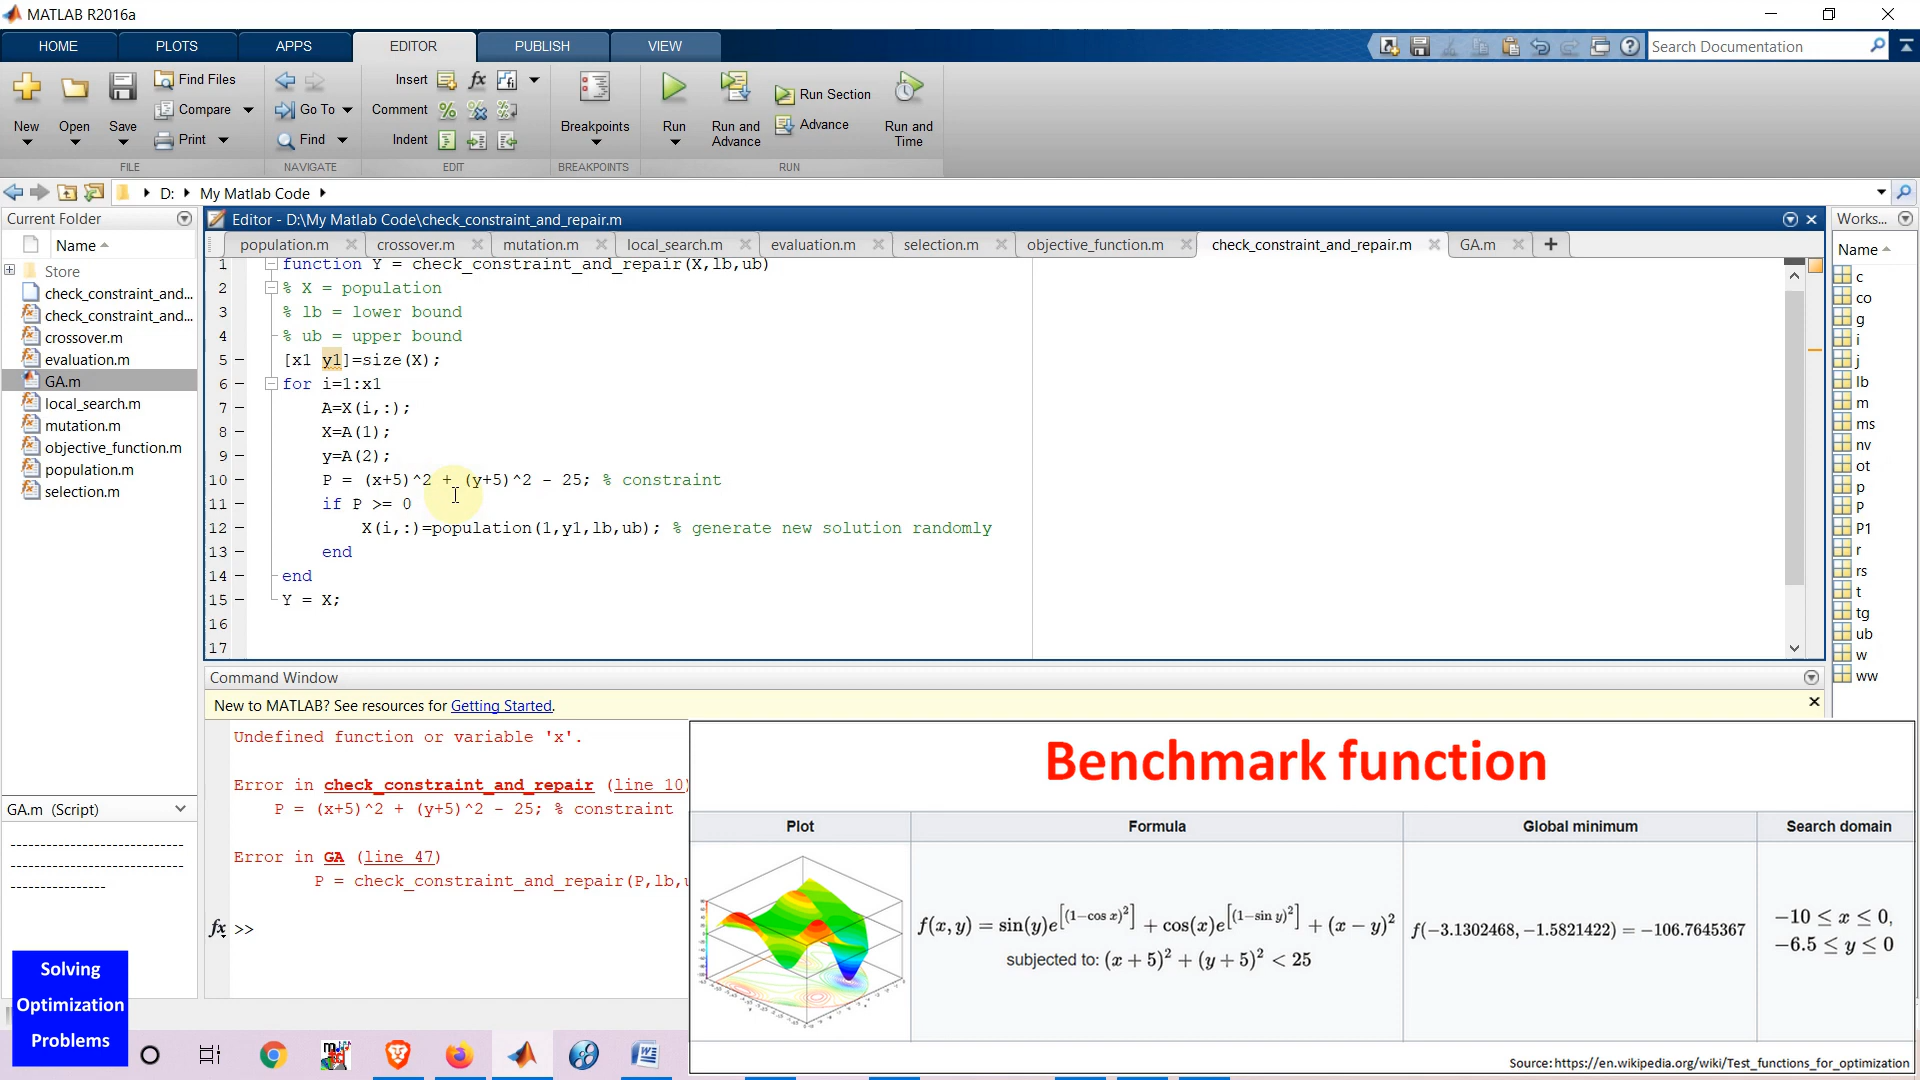 MATLAB R2016a
HOME
PLOTS
APPS
EDITOR
PUBLISH
VIEW
Search Documentation
New
Open
Save
Find Files
Compare
Print
FILE
Go To
Find
NAVIGATE
Insert
Comment
Indent
EDIT
Breakpoints
BREAKPOINTS
Run
Run and
Advance
Run Section
Advance
Run and
Time
RUN
D: My Matlab Code
Current Folder
Name
Store
check_constraint_and...
check_constraint_and...
crossover.m
evaluation.m
GA.m
local_search.m
mutation.m
objective_function.m
population.m
selection.m
GA.m (Script)
Editor - D:\My Matlab Code\check_constraint_and_repair.m
population.m
crossover.m
mutation.m
local_search.m
evaluation.m
selection.m
objective_function.m
check_constraint_and_repair.m
GA.m
1 function Y = check_constraint_and_repair(X,lb,ub)
2 % X = population
3 % lb = lower bound
4 % ub = upper bound
5 [x1 y1]=size(X);
6 for i=1:x1
7 A=X(i,:);
8 X=A(1);
9 y=A(2);
10 P = (x+5)^2 + (y+5)^2 - 25; % constraint
11 if P >= 0
12 X(i,:)=population(1,y1,lb,ub); % generate new solution randomly
13 end
14 end
15 Y = X;
16
17
Works...
Name
c
co
g
i
j
lb
m
ms
nv
ot
p
P
P1
r
rs
t
tg
ub
w
ww
Command Window
New to MATLAB? See resources for Getting Started.
Undefined function or variable 'x'.
Error in check_constraint_and_repair (line 10)
P = (x+5)^2 + (y+5)^2 - 25; % constraint
Error in GA (line 47)
P = check_constraint_and_repair(P,lb,
fx >>
Solving
Optimization
Problems
Benchmark function
Plot
Formula
Global minimum
Search domain
f(x, y) = sin(y)e^[(1−cos x)²] + cos(x)e^[(1−sin y)²] + (x − y)²
subjected to: (x + 5)² + (y + 5)² < 25
f(−3.1302468, −1.5821422) = −106.7645367
−10 ≤ x ≤ 0,
−6.5 ≤ y ≤ 0
Source:https://en.wikipedia.org/wiki/Test_functions_for_optimization